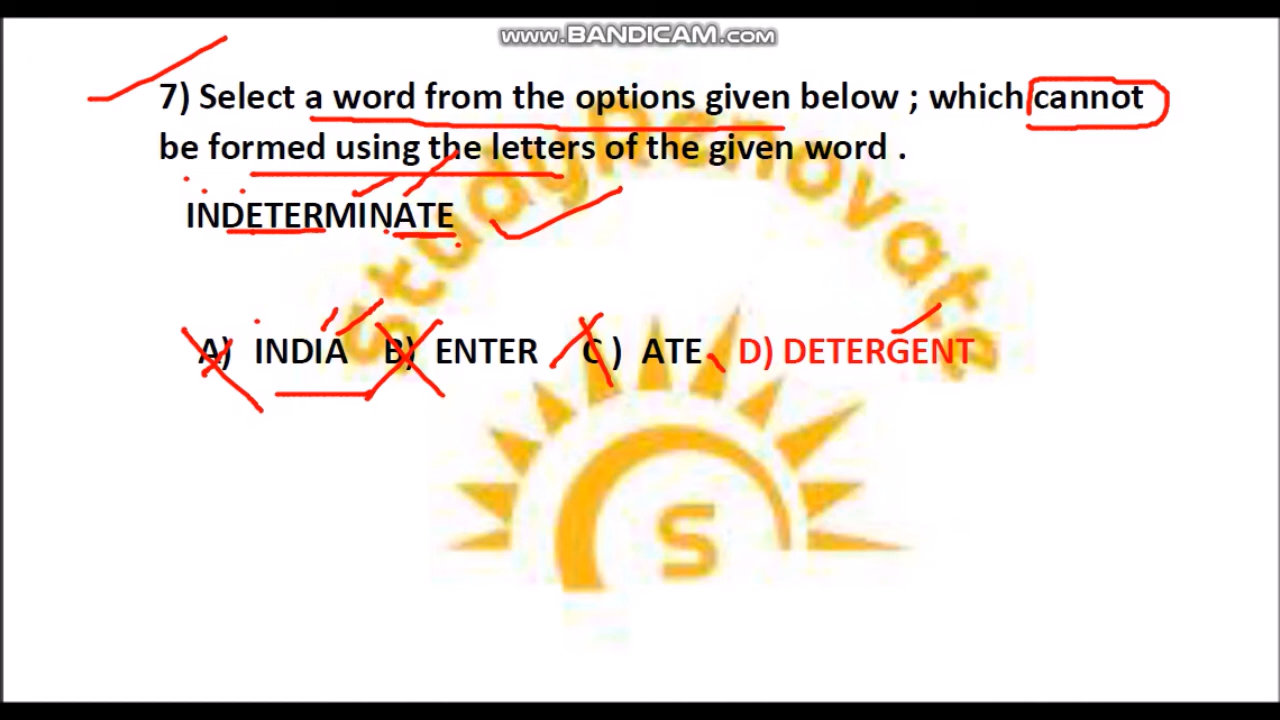 www.BANDICAM.com
7) Select a word from the options given below ; which cannot
be formed using the letters of the given word .
INDETERMINATE
A) INDIA B) ENTER C ) ATE D) DETERGENT
StudyRenovate
S